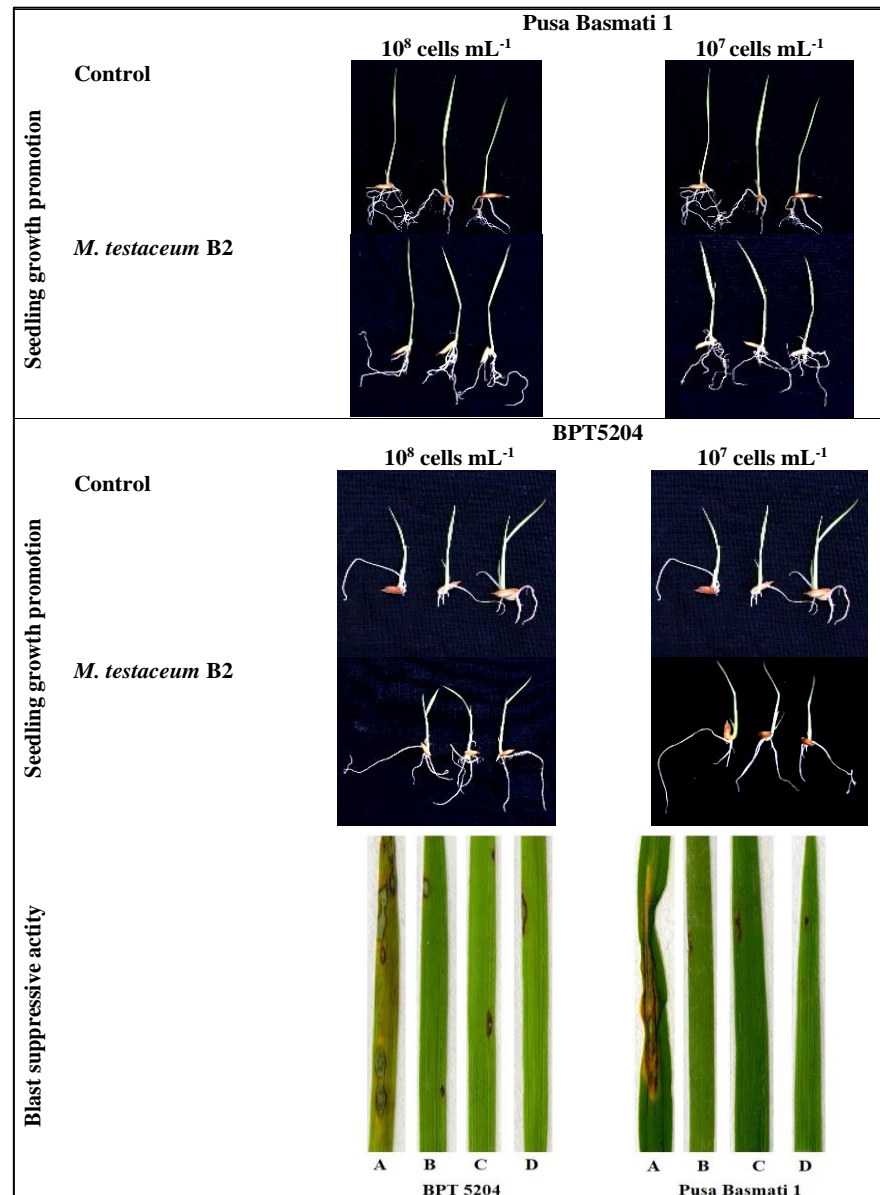 Pusa Basmati 1
10⁸ cells mL⁻¹ 10⁷ cells mL⁻¹
Control
M. testaceum B2
Seedling growth promotion
BPT5204
10⁸ cells mL⁻¹ 10⁷ cells mL⁻¹
Control
M. testaceum B2
Seedling growth promotion
Blast suppressive actity
A B C D A B C D
BPT 5204 Pusa Basmati 1